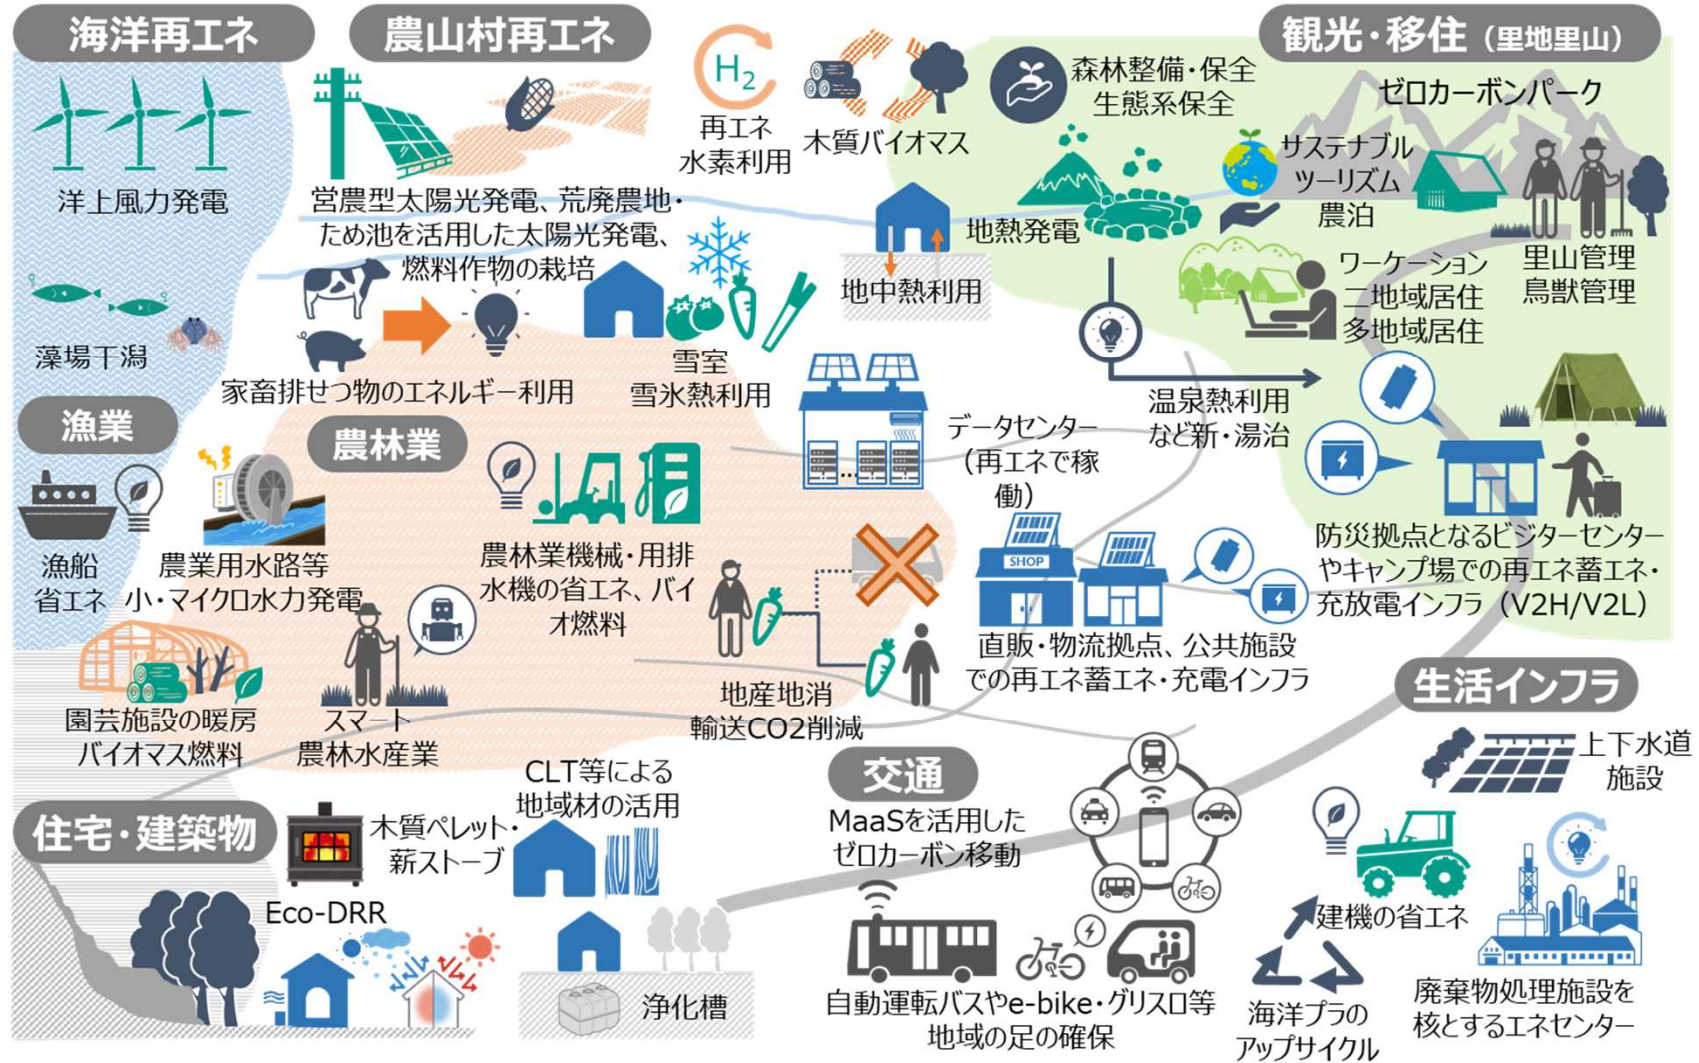 海洋再エネ
洋上風力発電
藻場干潟
漁業
漁船
省エネ
農山村再エネ
営農型太陽光発電、荒廃農地・
ため池を活用した太陽光発電、
燃料作物の栽培
家畜排せつ物のエネルギー利用
H₂
再エネ
水素利用
木質バイオマス
雪室
雪氷熱利用
地中熱利用
地熱発電
観光・移住（里地里山）
森林整備・保全
生態系保全
ゼロカーボンパーク
サステナブル
ツーリズム
農泊
里山管理
鳥獣管理
ワーケーション
二地域居住
多地域居住
温泉熱利用
など新・湯治
防災拠点となるビジターセンター
やキャンプ場での再エネ蓄エネ・
充放電インフラ（V2H/V2L）
農林業
農業用水路等
小・マイクロ水力発電
農林業機械・用排
水機の省エネ、バイ
オ燃料
園芸施設の暖房
バイオマス燃料
スマート
農林水産業
地産地消
輸送CO2削減
データセンター
（再エネで稼
働）
SHOP
直販・物流拠点、公共施設
での再エネ蓄エネ・充電インフラ
住宅・建築物
木質ペレット・
薪ストーブ
CLT等による
地域材の活用
Eco-DRR
浄化槽
交通
MaaSを活用した
ゼロカーボン移動
自動運転バスやe-bike・グリスロ等
地域の足の確保
生活インフラ
上下水道
施設
建機の省エネ
海洋プラの
アップサイクル
廃棄物処理施設を
核とするエネセンター